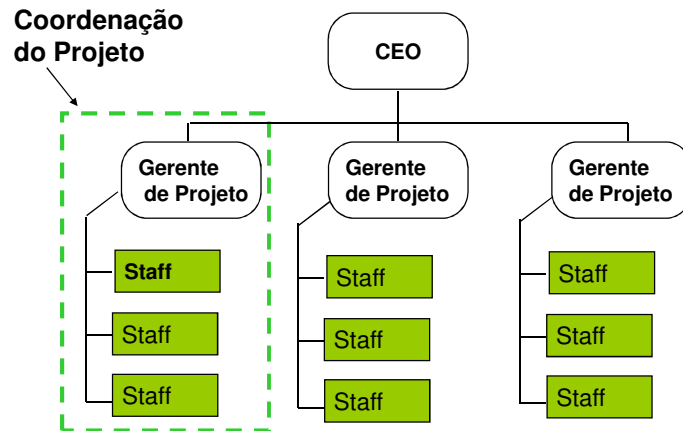 Coordenação
do Projeto
CEO
Gerente
de Projeto
Gerente
de Projeto
Gerente
de Projeto
Staff
Staff
Staff
Staff
Staff
Staff
Staff
Staff
Staff